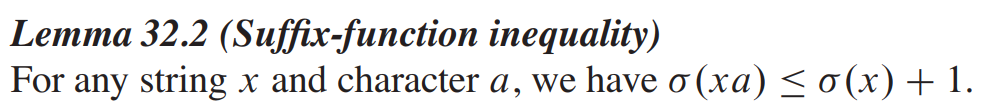 Lemma 32.2 (Suffix-function inequality)
For any string x and character a, we have σ(xa) ≤ σ(x) + 1.